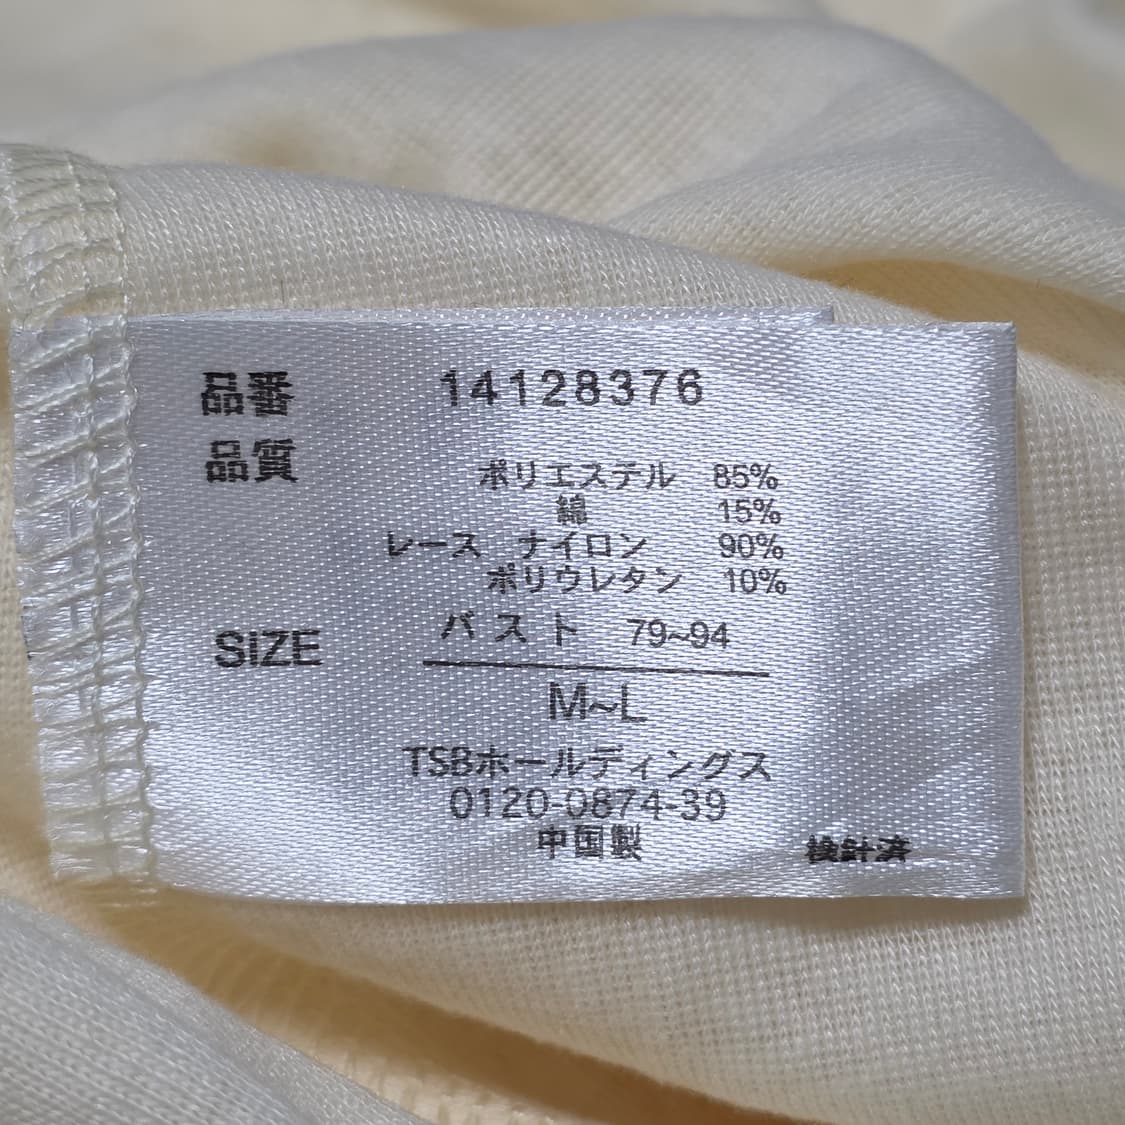 品番 14128376
品質
ポリエステル 85%
綿 15%
レース ナイロン 90%
ポリウレタン 10%
バスト 79~94
SIZE
M~L
TSBホールディングス
0120-0874-39
中国製
検針済